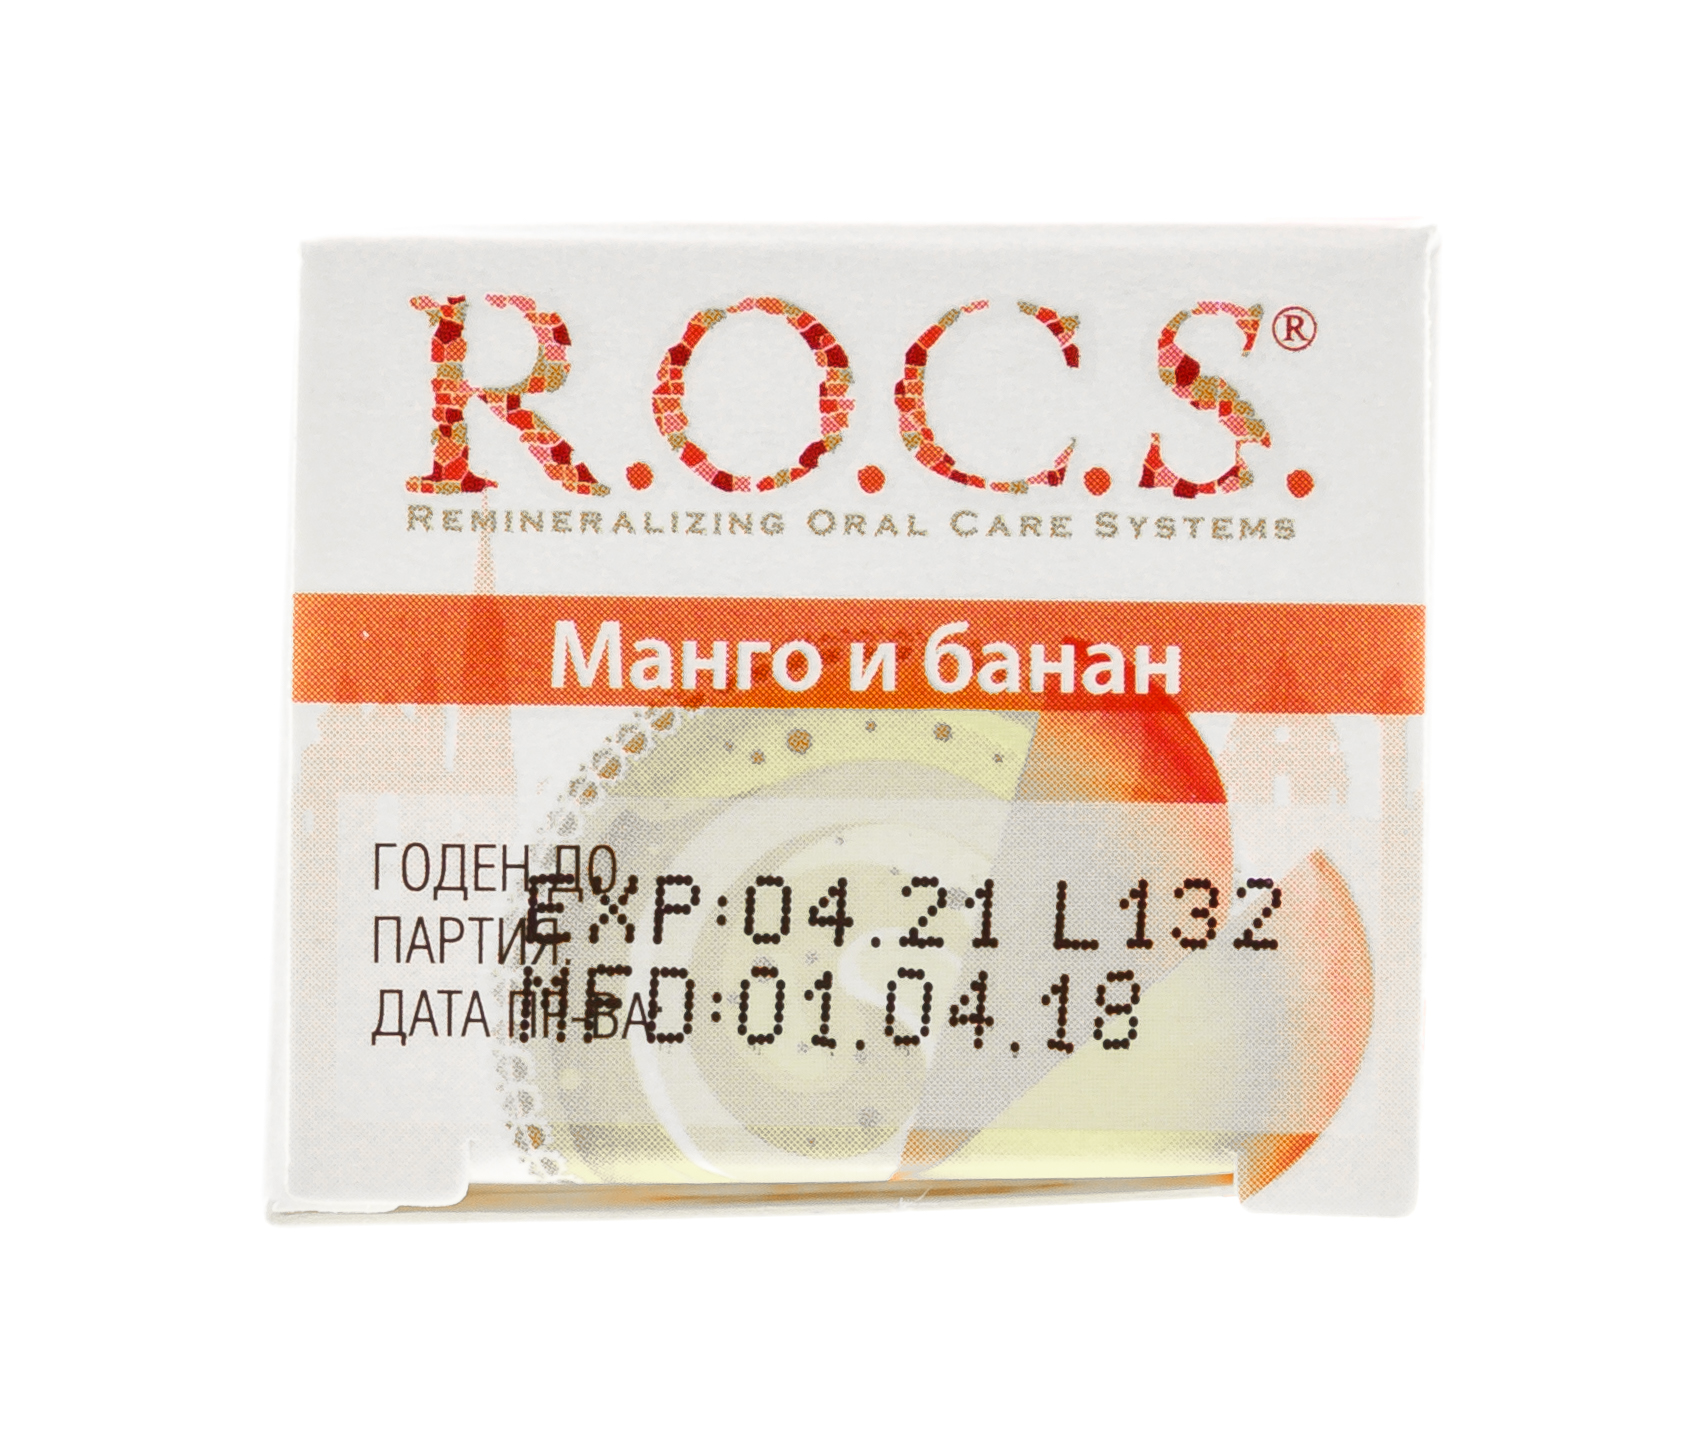 R.O.C.S.®
REMINERALIZING ORAL CARE SYSTEMS
Манго и банан
ГОДЕН ДО
EXP:04.21 L132
ПАРТИЯ.
MFD:01.04.18
ДАТА ПР-ВА